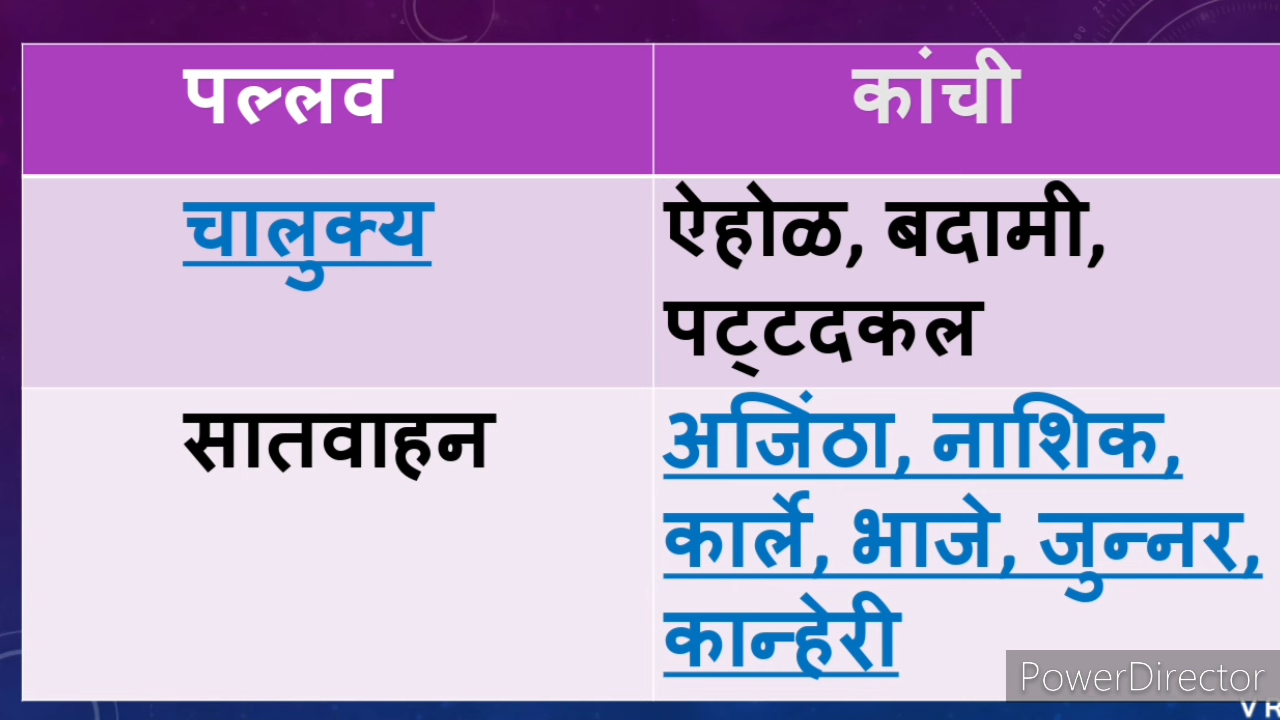 पल्लव कांची
चालुक्य ऐहोळ, बदामी,
पट्टदकल
सातवाहन अजिंठा, नाशिक,
कार्ले, भाजे, जुन्नर,
कान्हेरी
PowerDirector